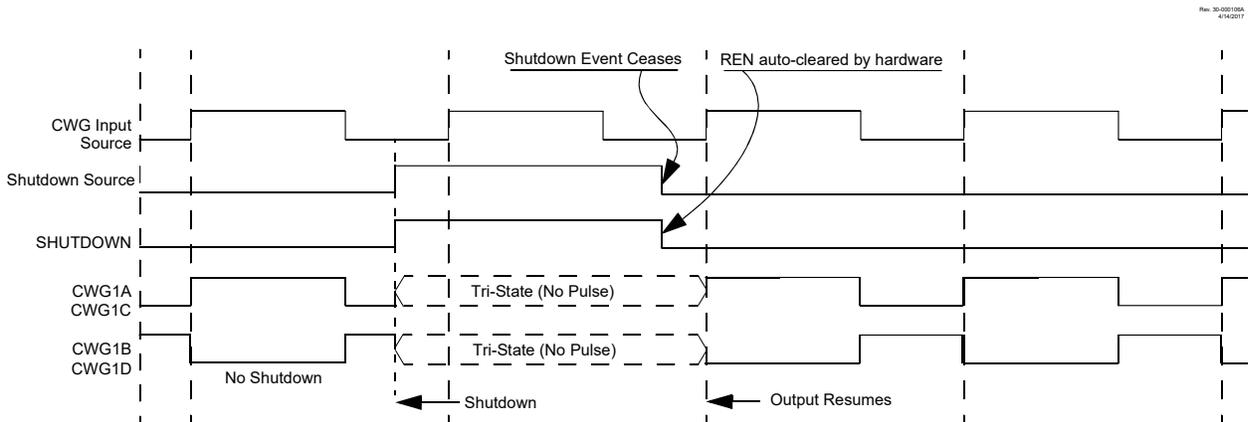 Rev. 30-000106A
4/14/2017
Shutdown Event Ceases
REN auto-cleared by hardware
CWG Input
Source
Shutdown Source
SHUTDOWN
CWG1A
CWG1C
Tri-State (No Pulse)
CWG1B
CWG1D
Tri-State (No Pulse)
No Shutdown
Shutdown
Output Resumes